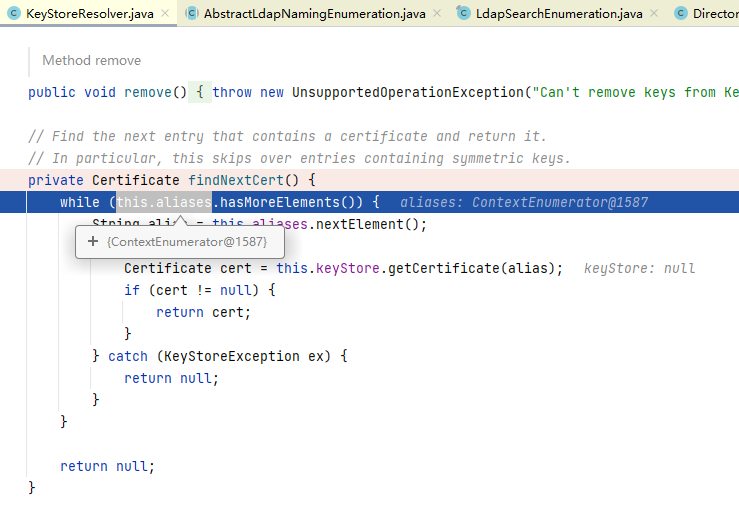 KeyStoreResolver.java AbstractLdapNamingEnumeration.java LdapSearchEnumeration.java Director
Method remove
public void remove() { throw new UnsupportedOperationException("Can't remove keys from Ke
// Find the next entry that contains a certificate and return it.
// In particular, this skips over entries containing symmetric keys.
private Certificate findNextCert() {
while (this.aliases.hasMoreElements()) { aliases: ContextEnumerator@1587
String alias = this.aliases.nextElement();
+ {ContextEnumerator@1587}
Certificate cert = this.keyStore.getCertificate(alias); keyStore: null
if (cert != null) {
return cert;
}
} catch (KeyStoreException ex) {
return null;
}
}
return null;
}